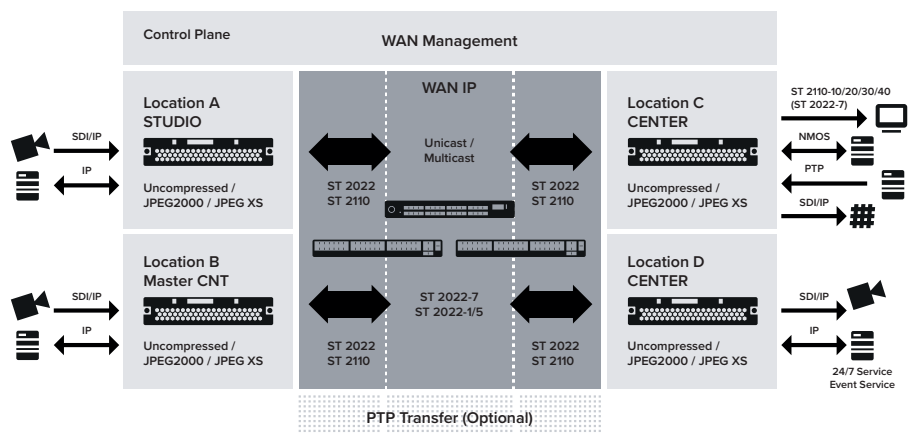 Control Plane
WAN Management
Location A
STUDIO
SDI/IP
IP
Uncompressed /
JPEG2000 / JPEG XS
Location B
Master CNT
SDI/IP
IP
Uncompressed /
JPEG2000 / JPEG XS
WAN IP
Unicast /
Multicast
ST 2022
ST 2110
ST 2022
ST 2110
ST 2022-7
ST 2022-1/5
ST 2022
ST 2110
ST 2022
ST 2110
Location C
CENTER
Uncompressed /
JPEG2000 / JPEG XS
ST 2110-10/20/30/40
(ST 2022-7)
NMOS
PTP
SDI/IP
Location D
CENTER
Uncompressed /
JPEG2000 / JPEG XS
SDI/IP
IP
24/7 Service
Event Service
PTP Transfer (Optional)